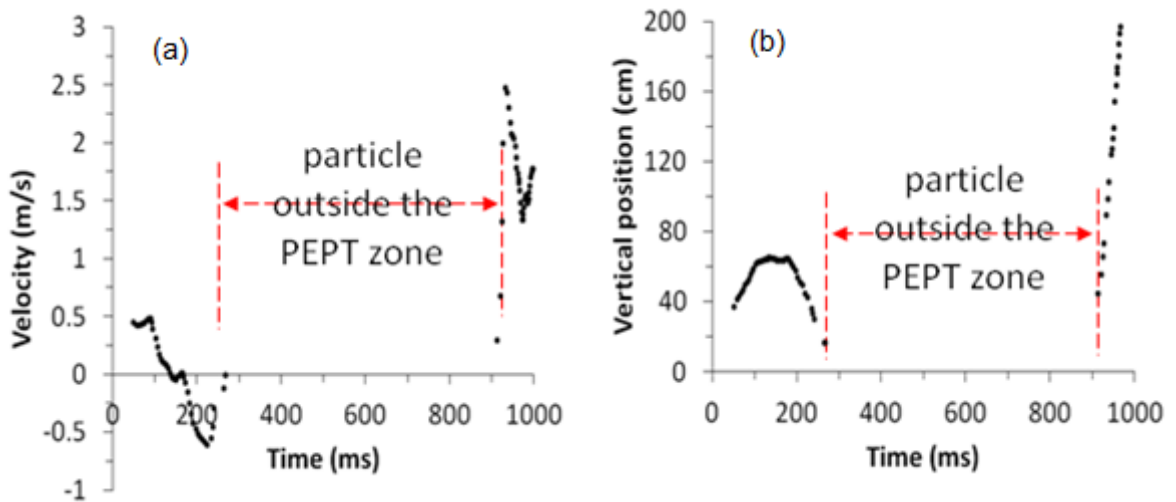 (a)
Velocity (m/s)
3
2.5
2
1.5
1
0.5
0
-0.5
-1
particle
outside the
PEPT zone
0
200
400
600
800
1000
Time (ms)
(b)
Vertical position (cm)
200
160
120
80
40
0
particle
outside the
PEPT zone
0
200
400
600
800
1000
Time (ms)